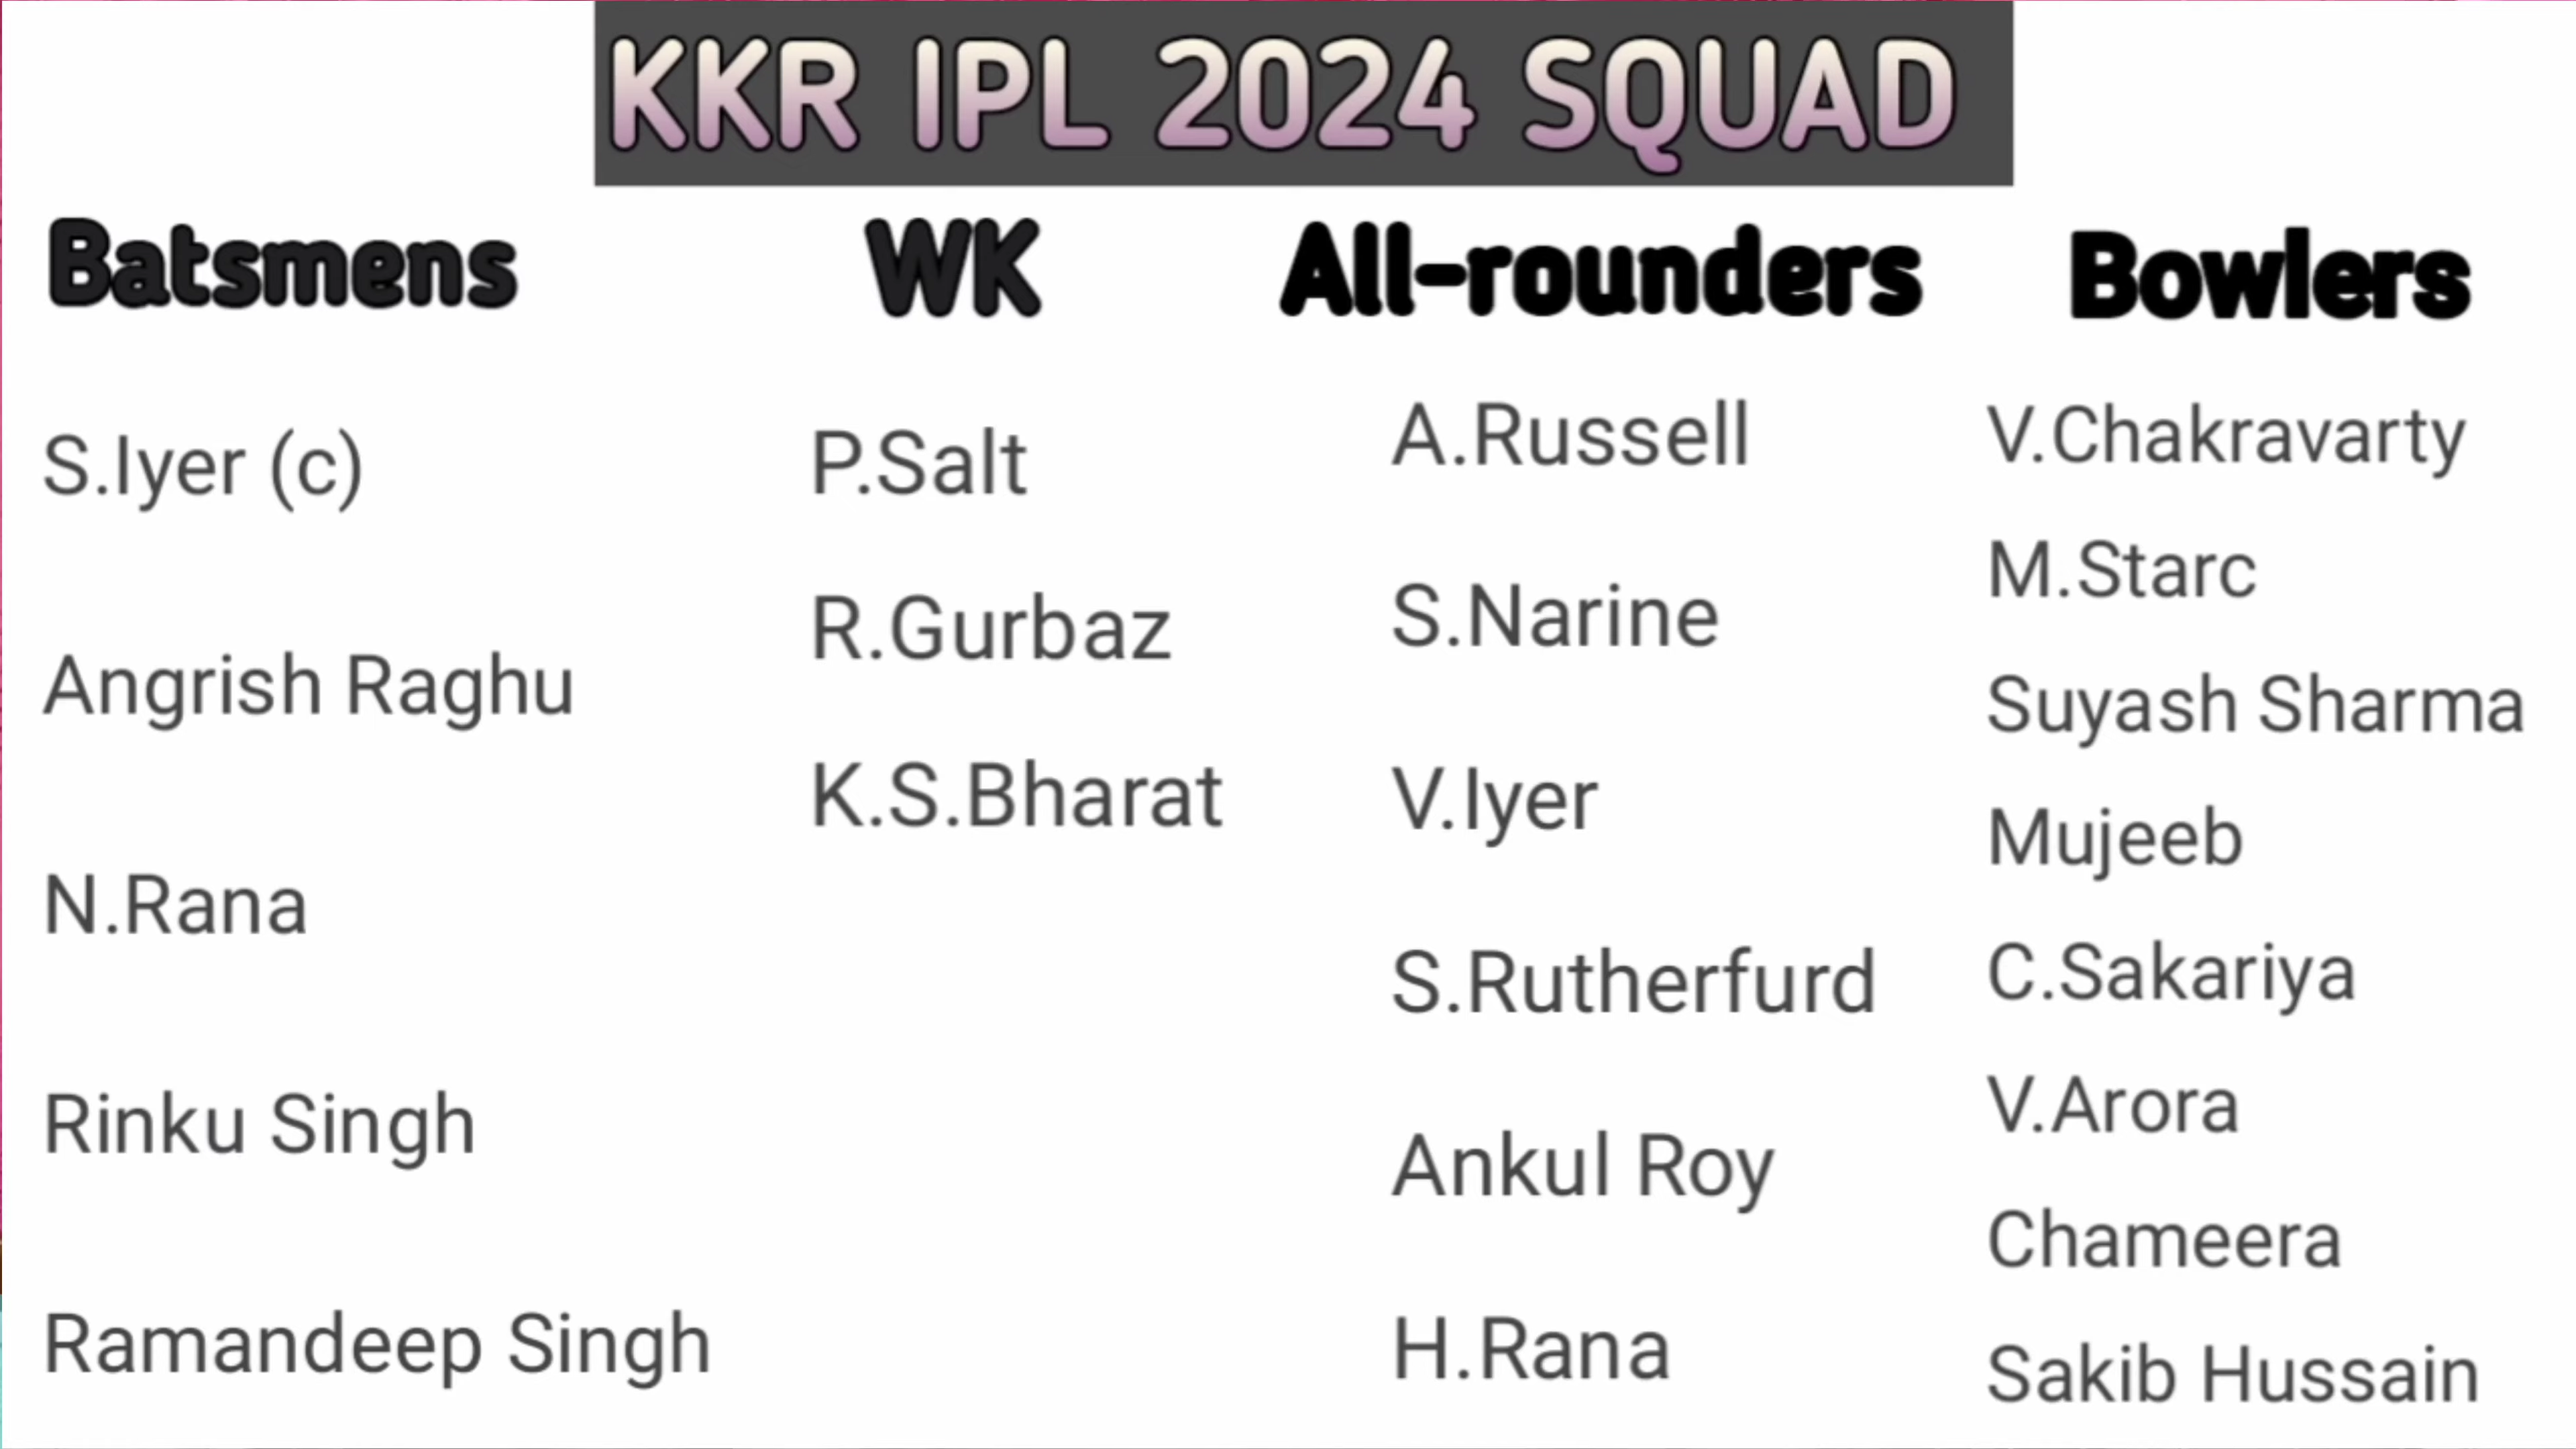 KKR IPL 2024 SQUAD
Batsmens
S.Iyer (c)
Angrish Raghu
N.Rana
Rinku Singh
Ramandeep Singh
WK
P.Salt
R.Gurbaz
K.S.Bharat
All-rounders
A.Russell
S.Narine
V.Iyer
S.Rutherfurd
Ankul Roy
H.Rana
Bowlers
V.Chakravarty
M.Starc
Suyash Sharma
Mujeeb
C.Sakariya
V.Arora
Chameera
Sakib Hussain